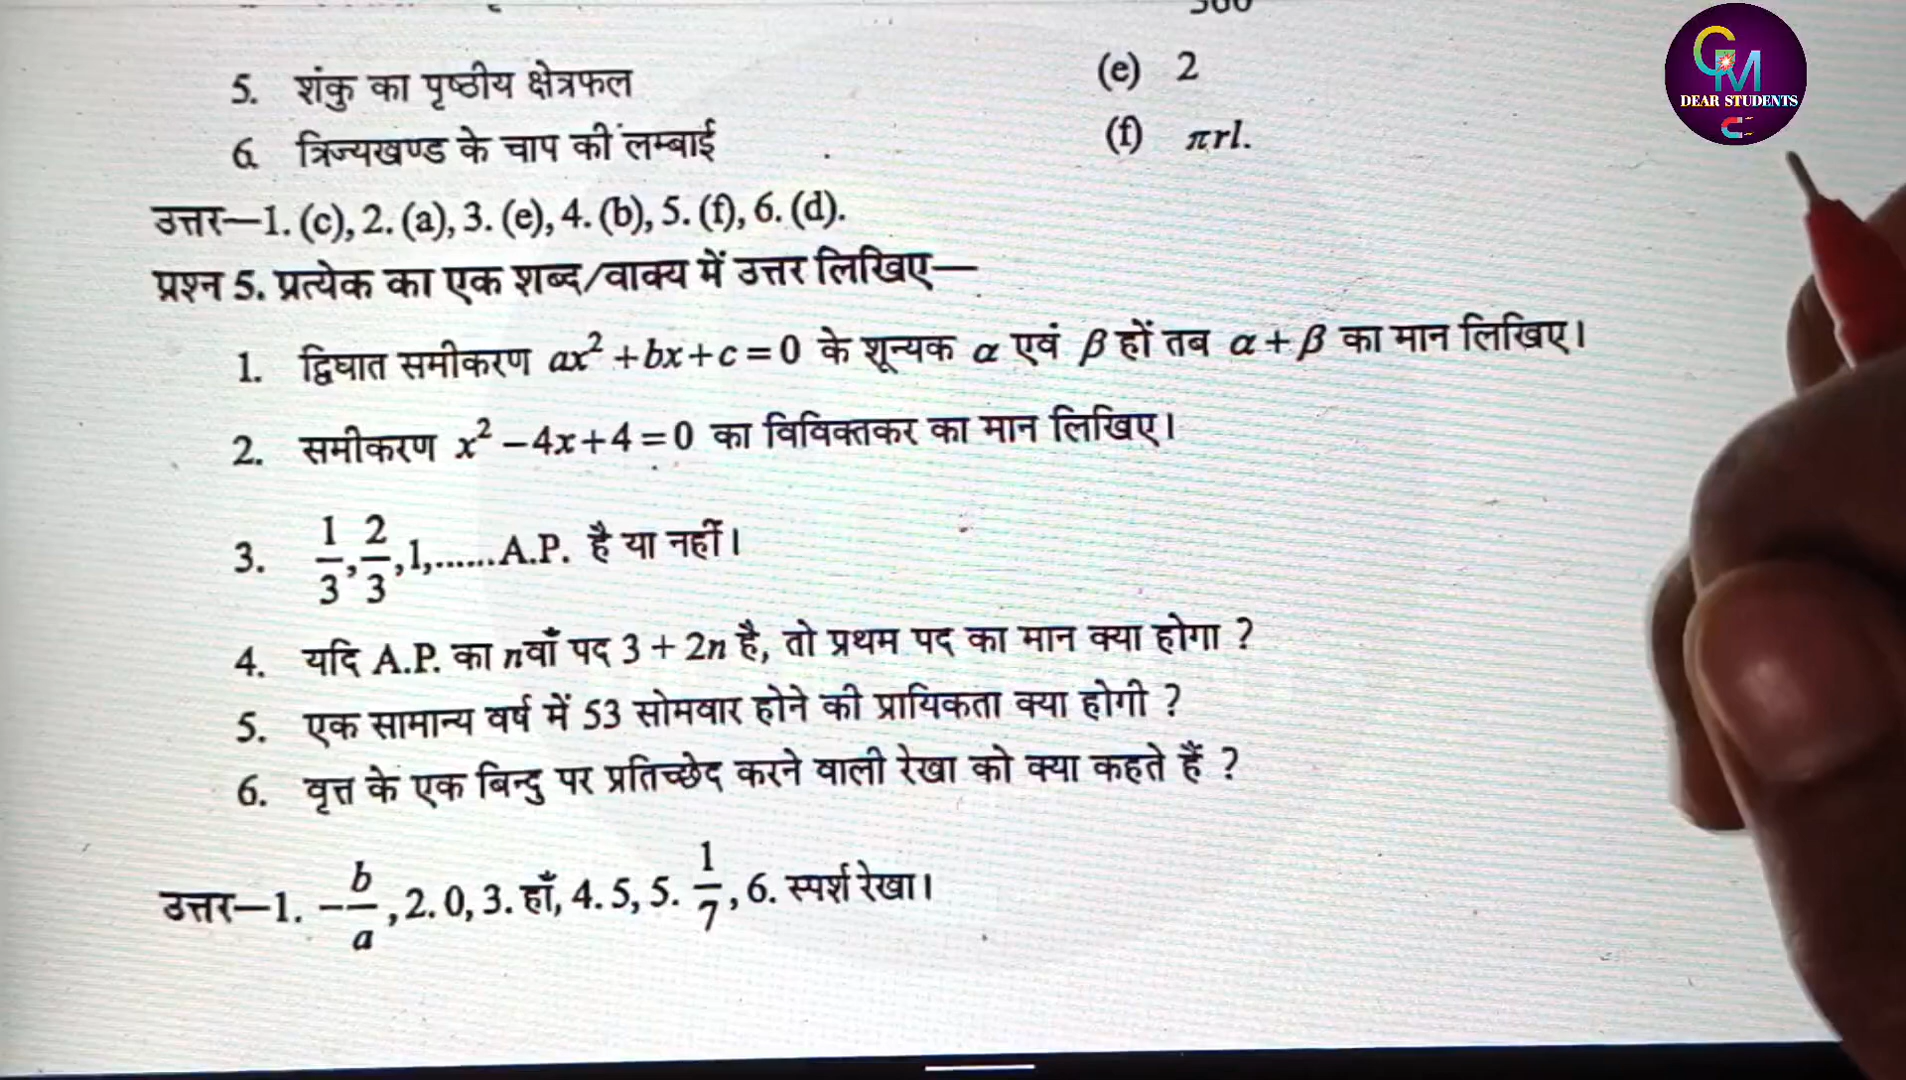 5. शंकु का पृष्ठीय क्षेत्रफल (e) 2
6. त्रिज्यखण्ड के चाप की लम्बाई (f) πrl.
उत्तर—1. (c), 2. (a), 3. (e), 4. (b), 5. (f), 6. (d).
प्रश्न 5. प्रत्येक का एक शब्द/वाक्य में उत्तर लिखिए—
1. द्विघात समीकरण ax² + bx + c = 0 के शून्यक α एवं β हों तब α + β का मान लिखिए।
2. समीकरण x² – 4x + 4 = 0 का विविक्तकर का मान लिखिए।
3. 1/3, 2/3, 1,......A.P. है या नहीं।
4. यदि A.P. का nवाँ पद 3 + 2n है, तो प्रथम पद का मान क्या होगा ?
5. एक सामान्य वर्ष में 53 सोमवार होने की प्रायिकता क्या होगी ?
6. वृत्त के एक बिन्दु पर प्रतिच्छेद करने वाली रेखा को क्या कहते हैं ?
उत्तर—1. –b/a, 2. 0, 3. हाँ, 4. 5, 5. 1/7, 6. स्पर्श रेखा।
GM
DEAR STUDENTS